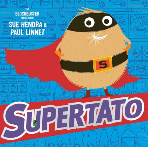 SUE HENDRA &
PAUL LINNET
S
SUPERTATO